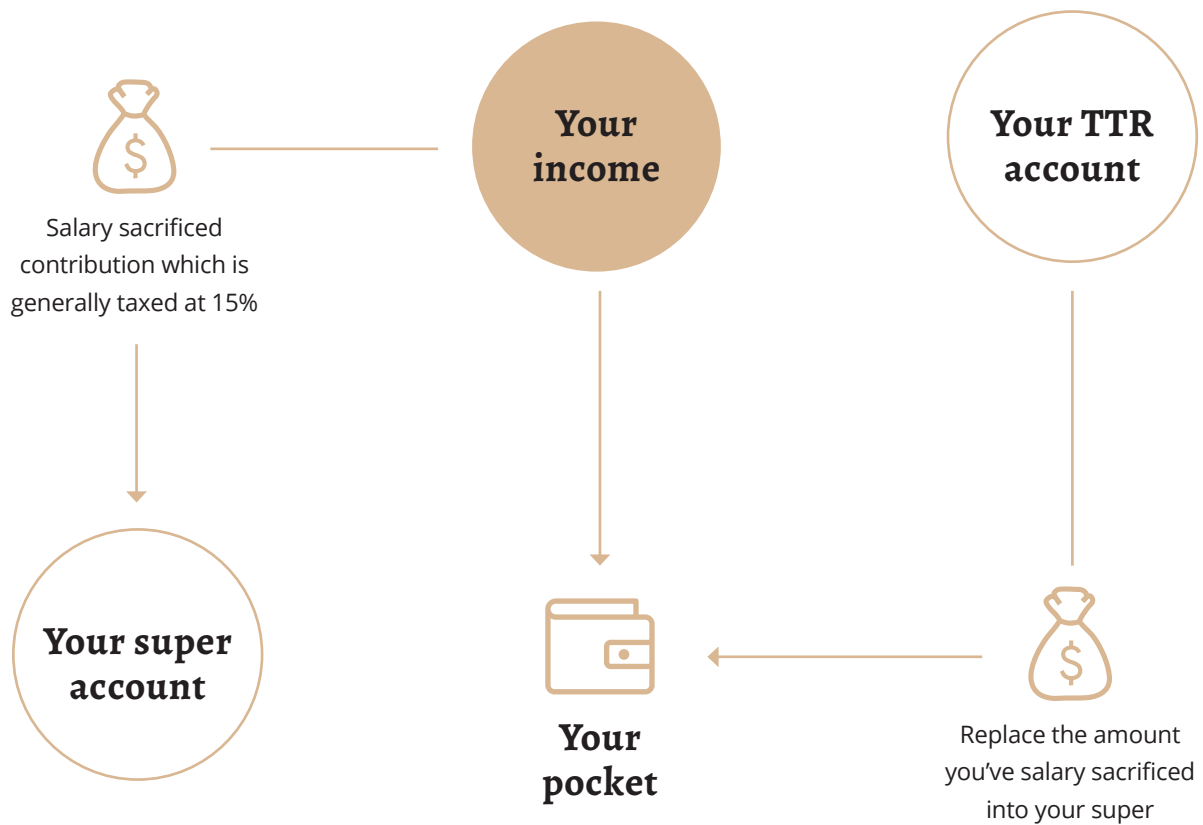 Your
income
Your TTR
account
$
Salary sacrificed
contribution which is
generally taxed at 15%
Your super
account
Your
pocket
$
Replace the amount
you’ve salary sacrificed
into your super